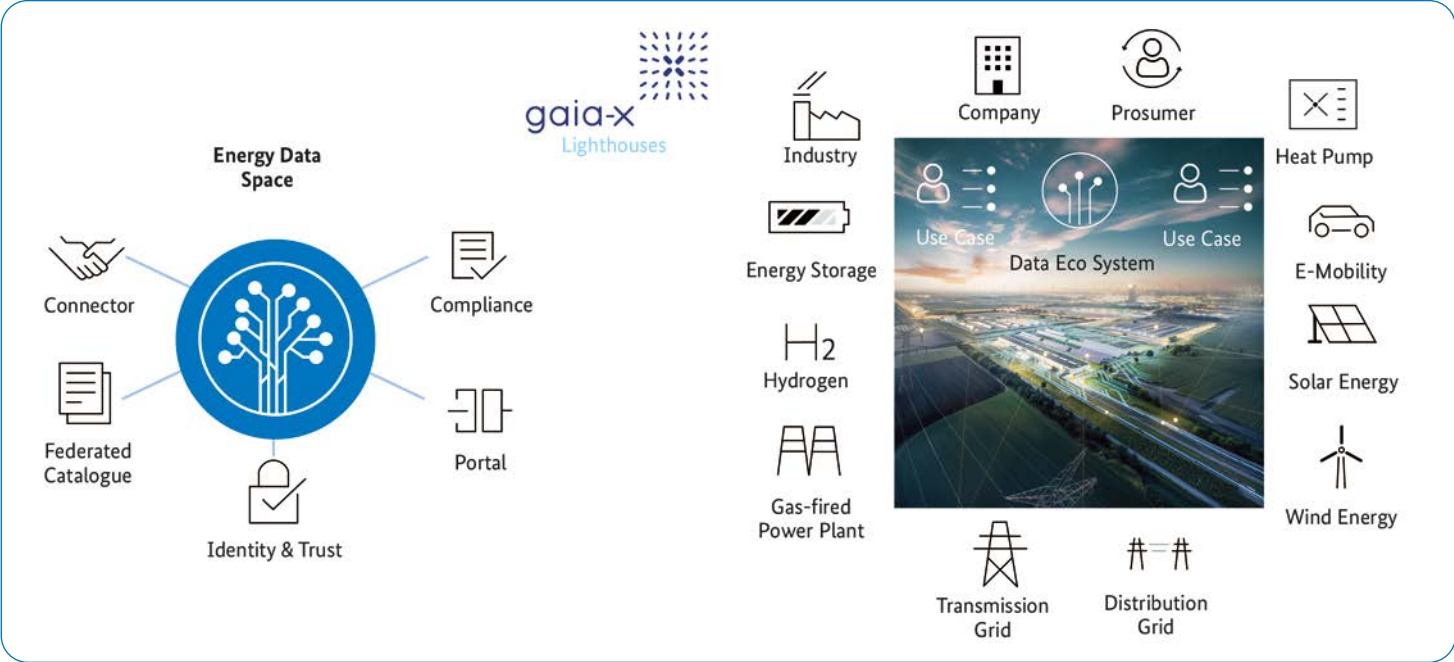 gaia-x
Lighthouses
Energy Data
Space
Connector
Compliance
Federated
Catalogue
Portal
Identity & Trust
Company
Prosumer
Industry
Heat Pump
Energy Storage
E-Mobility
Use Case
Use Case
Data Eco System
H2
Hydrogen
Solar Energy
Gas-fired
Power Plant
Wind Energy
Transmission
Grid
Distribution
Grid